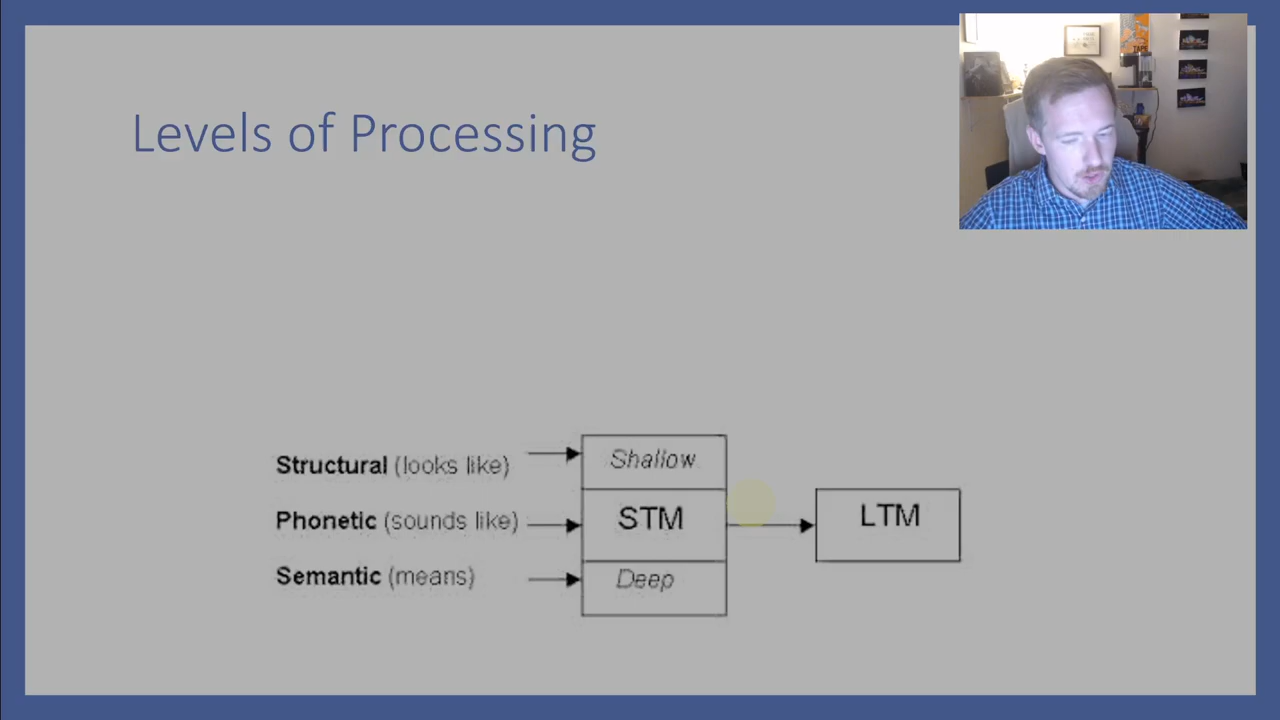 Levels of Processing
Structural (looks like)
Shallow
Phonetic (sounds like)
STM
LTM
Semantic (means)
Deep